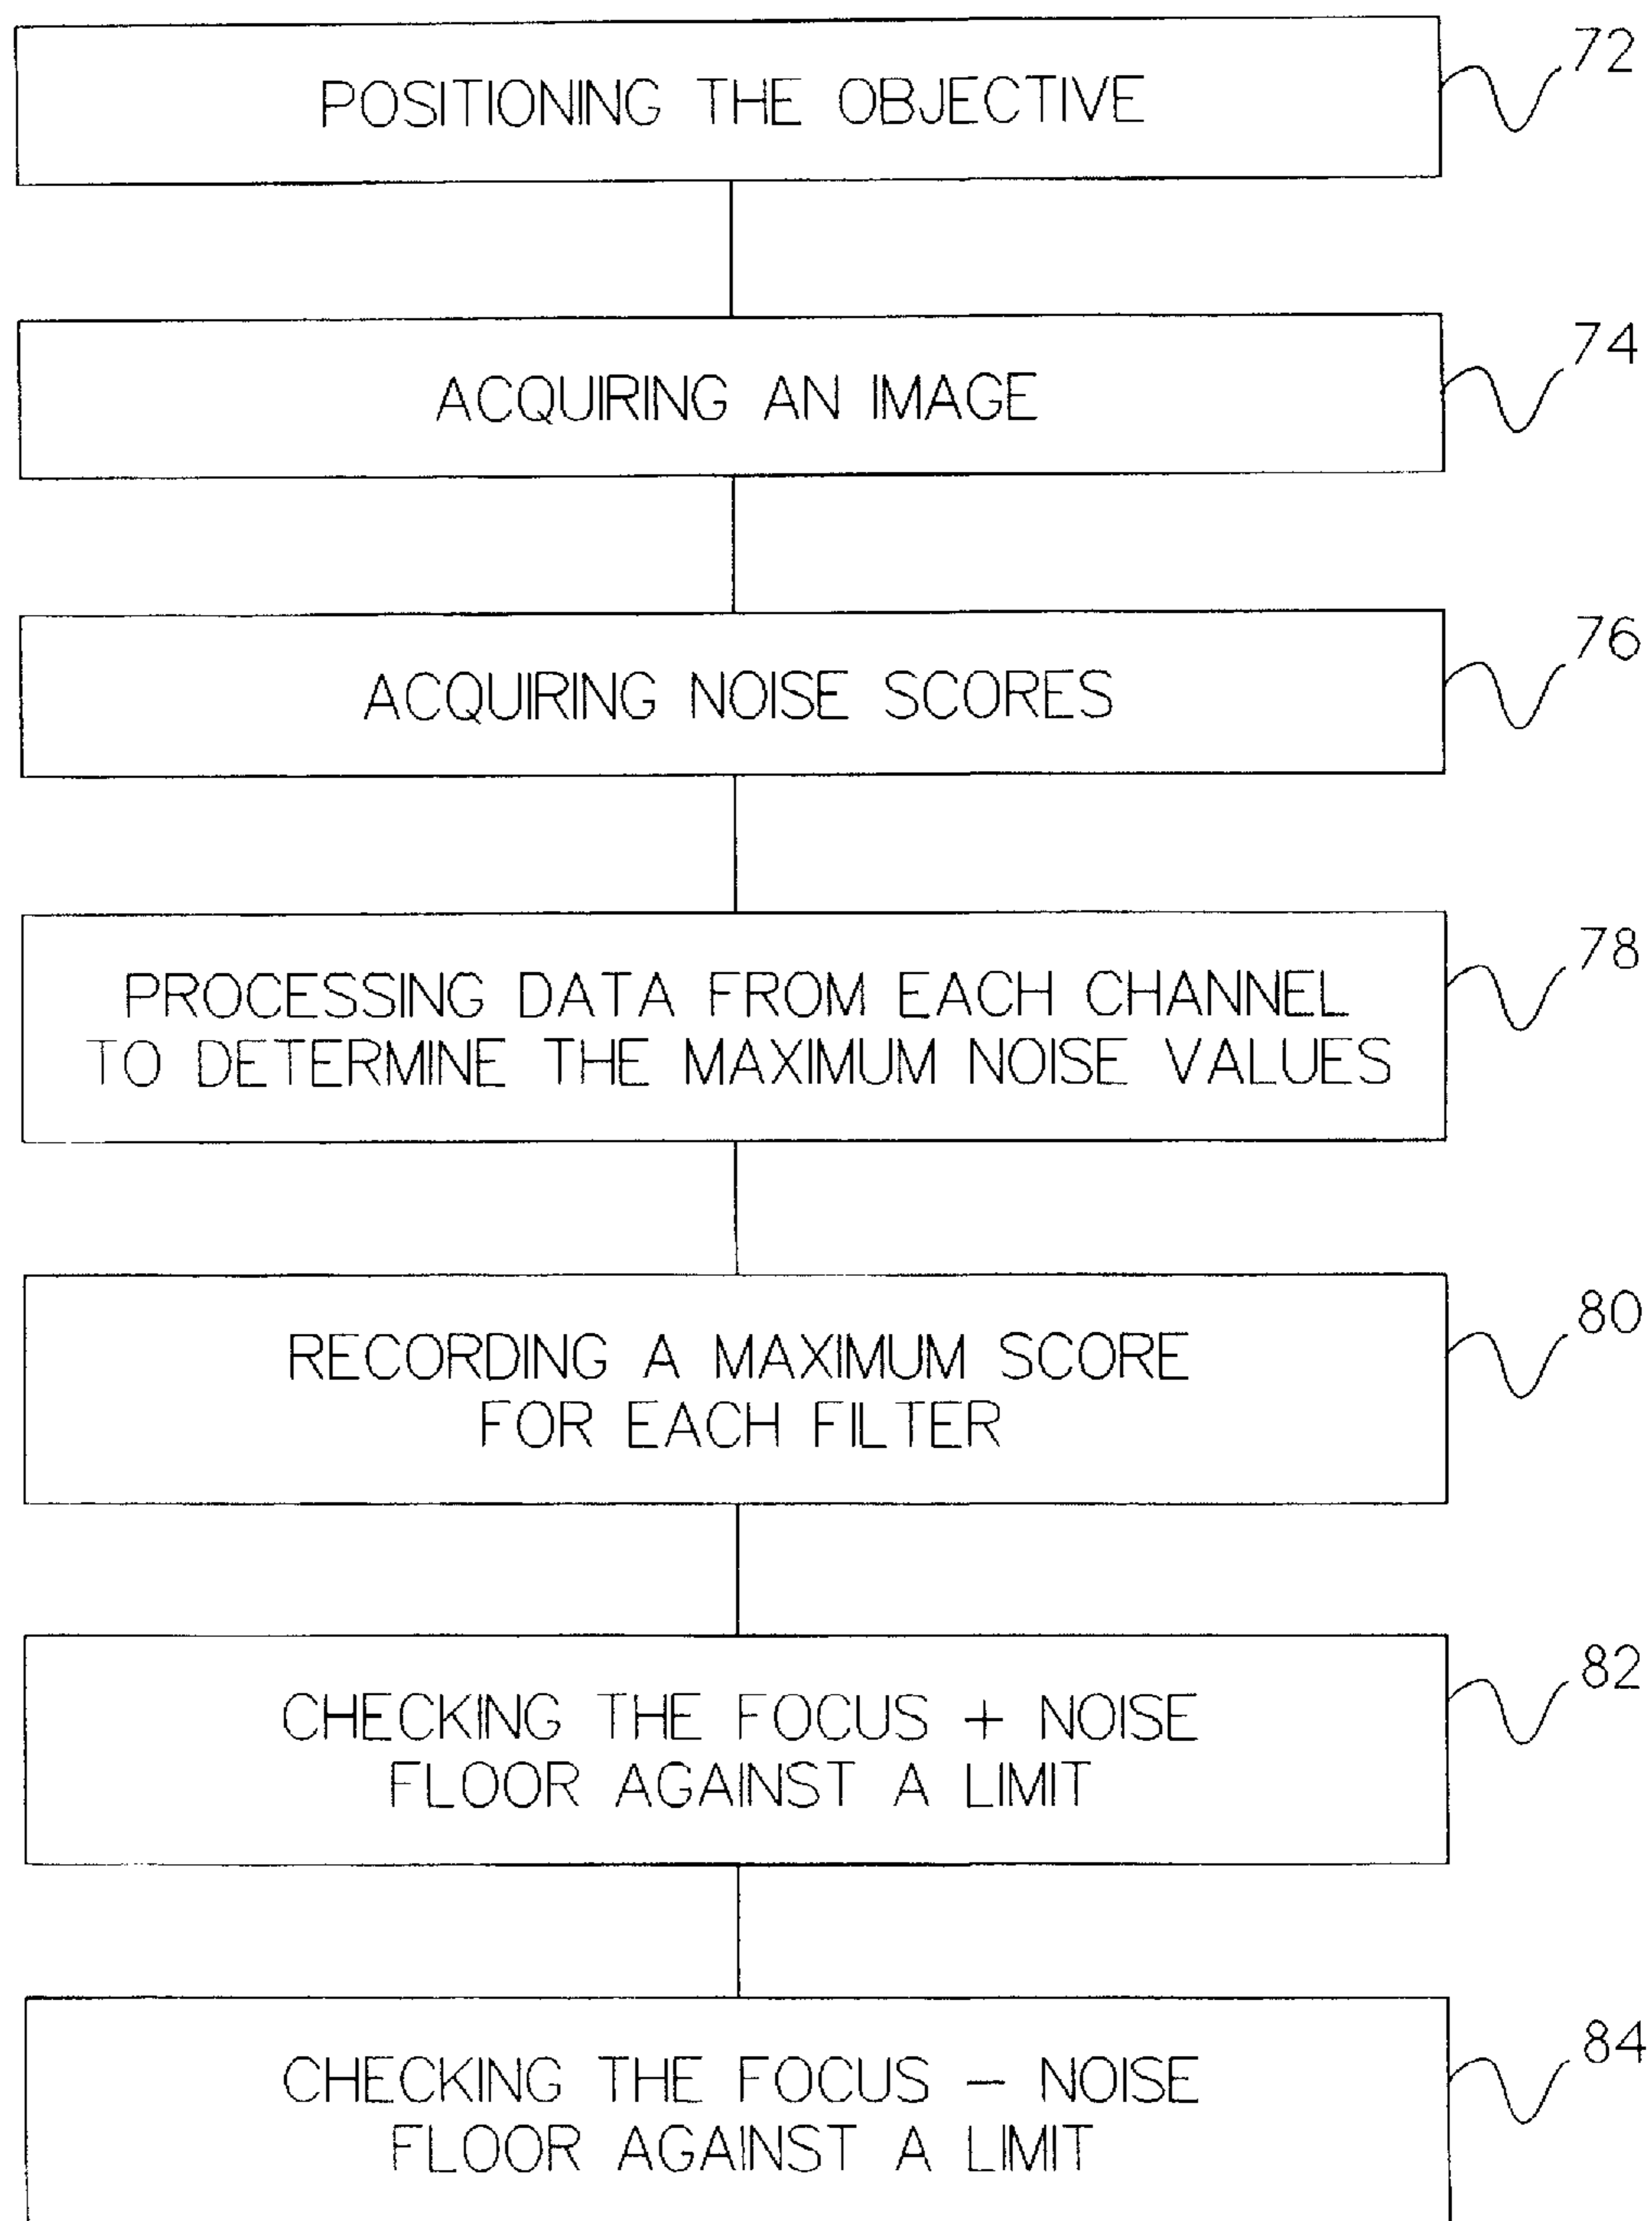 POSITIONING THE OBJECTIVE
72
ACQUIRING AN IMAGE
74
ACQUIRING NOISE SCORES
76
PROCESSING DATA FROM EACH CHANNEL
TO DETERMINE THE MAXIMUM NOISE VALUES
78
RECORDING A MAXIMUM SCORE
FOR EACH FILTER
80
CHECKING THE FOCUS + NOISE
FLOOR AGAINST A LIMIT
82
CHECKING THE FOCUS – NOISE
FLOOR AGAINST A LIMIT
84